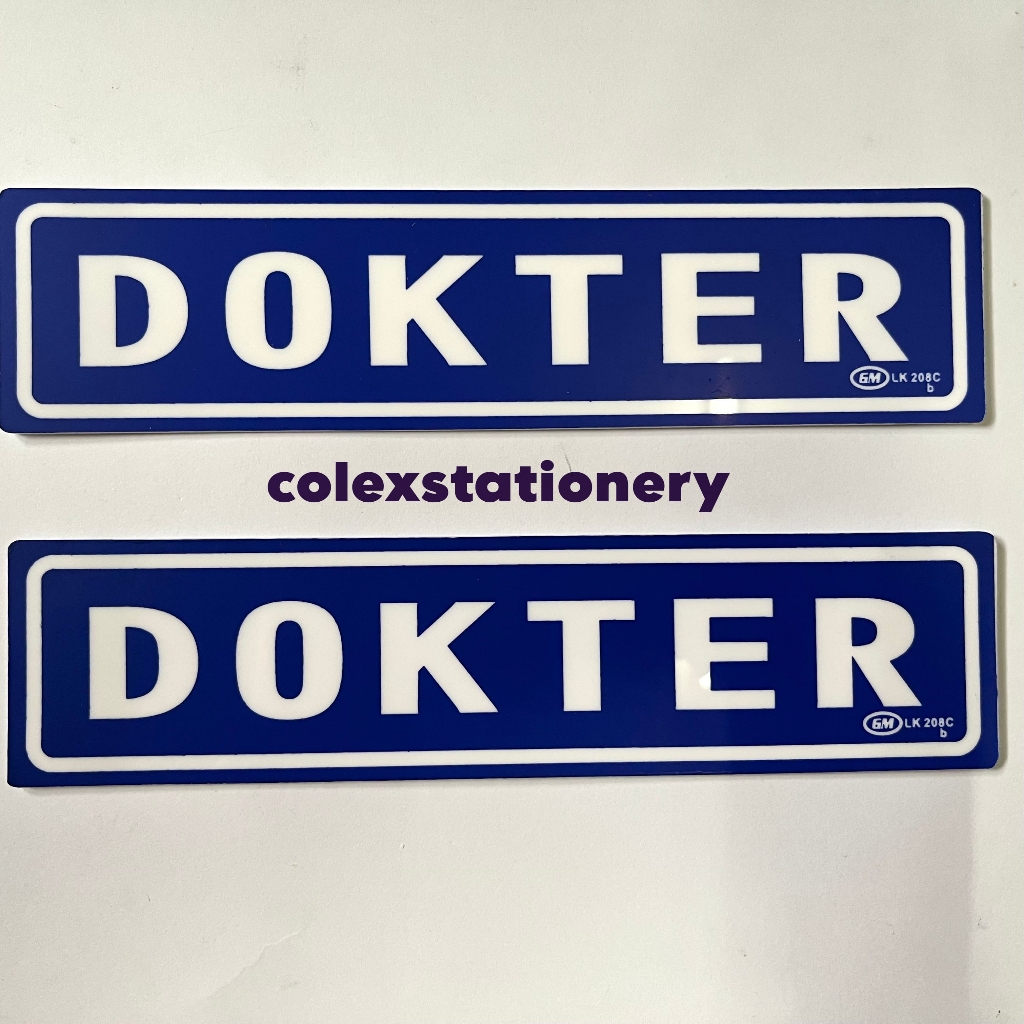 DOKTER
GM LK 208C
b
colexstationery
DOKTER
GM LK 208C
b